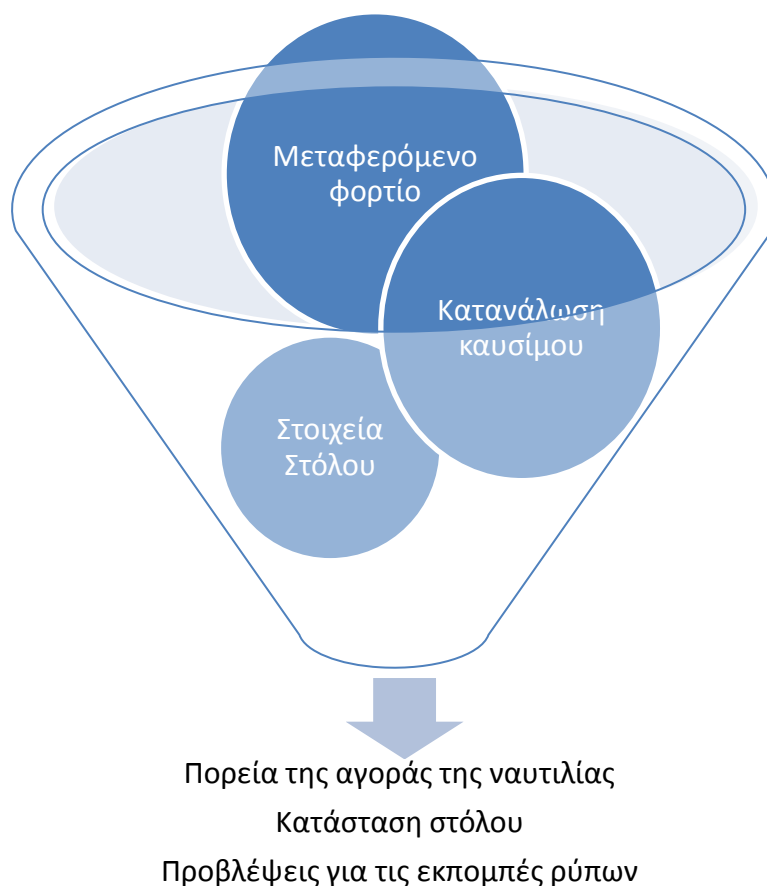 Μεταφερόμενο
φορτίο
Κατανάλωση
καυσίμου
Στοιχεία
Στόλου
Πορεία της αγοράς της ναυτιλίας
Κατάσταση στόλου
Προβλέψεις για τις εκπομπές ρύπων